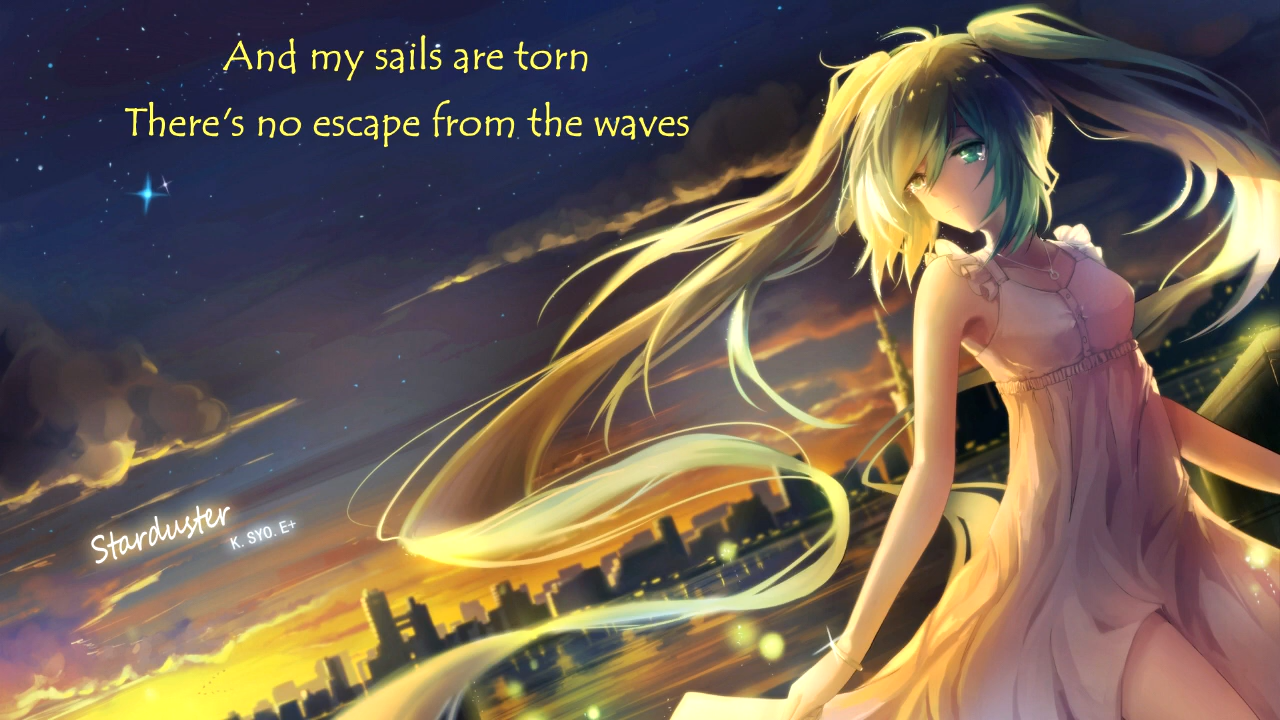 And my sails are torn
There's no escape from the waves
Starduster
K. SYO. E+